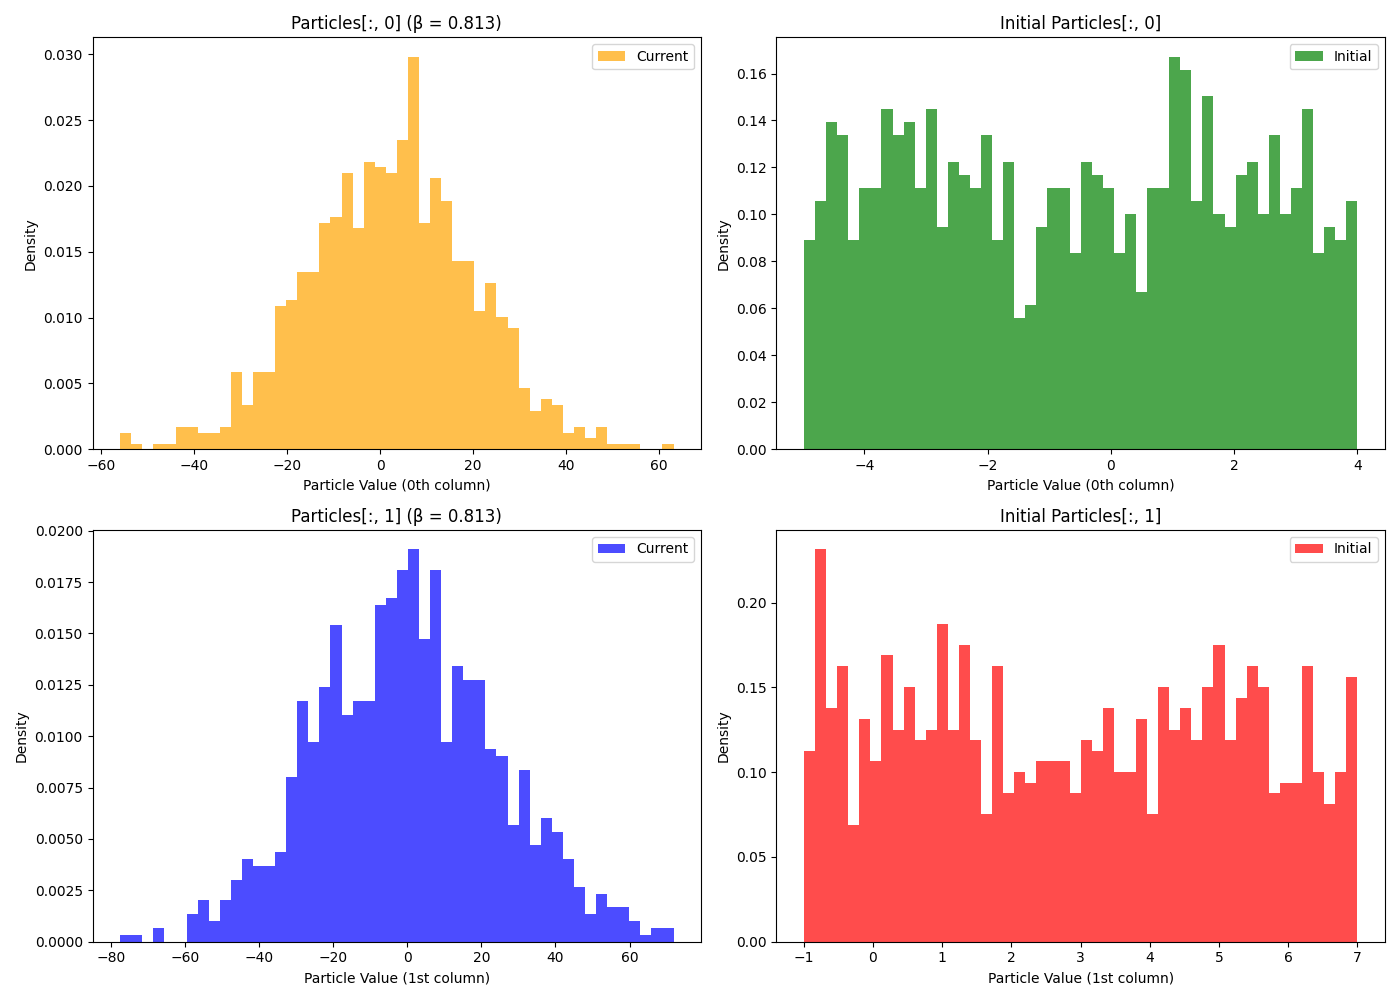 Particles[:, 0] (β = 0.813)
Current
0.030
0.025
0.020
0.015
0.010
0.005
0.000
Density
−60 −40 −20 0 20 40 60
Particle Value (0th column)
Initial Particles[:, 0]
Initial
0.16
0.14
0.12
0.10
0.08
0.06
0.04
0.02
0.00
Density
−4 −2 0 2 4
Particle Value (0th column)
Particles[:, 1] (β = 0.813)
Current
0.0200
0.0175
0.0150
0.0125
0.0100
0.0075
0.0050
0.0025
0.0000
Density
−80 −60 −40 −20 0 20 40 60
Particle Value (1st column)
Initial Particles[:, 1]
Initial
0.20
0.15
0.10
0.05
0.00
Density
−1 0 1 2 3 4 5 6 7
Particle Value (1st column)